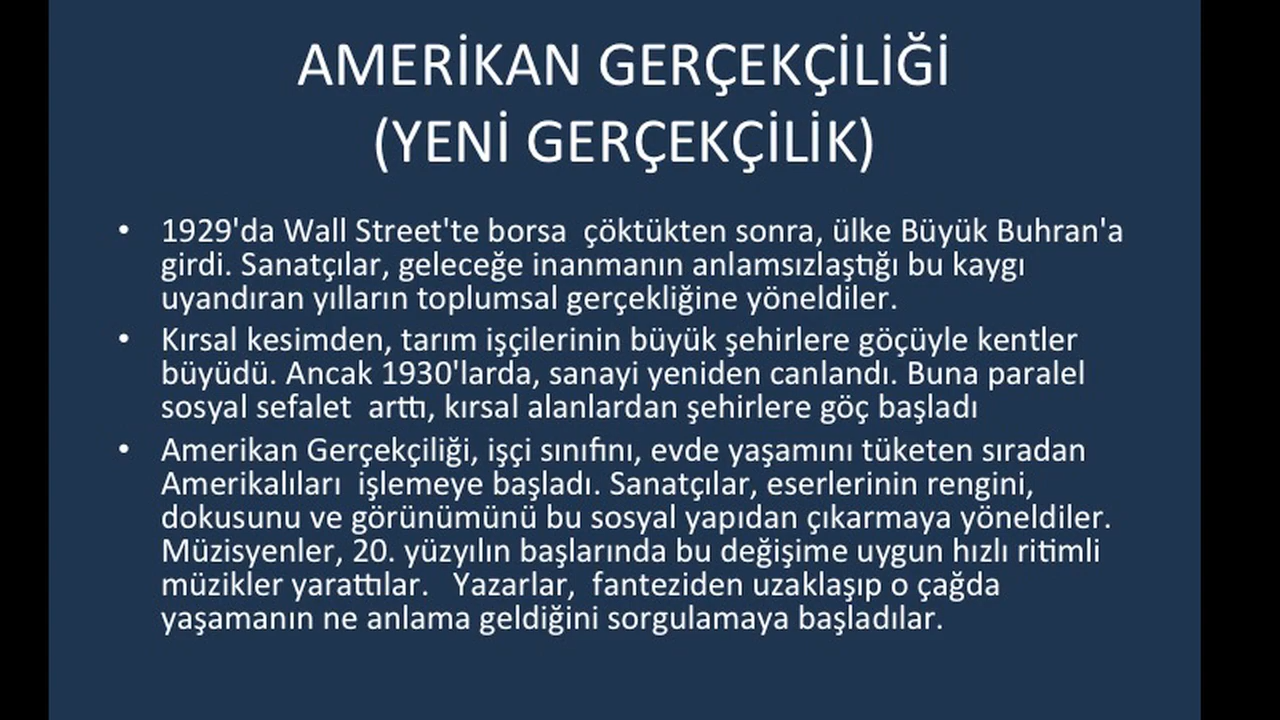 AMERİKAN GERÇEKÇİLİĞİ
(YENİ GERÇEKÇİLİK)
• 1929'da Wall Street'te borsa  çöktükten sonra, ülke Büyük Buhran'a
girdi. Sanatçılar, geleceğe inanmanın anlamsızlaştığı bu kaygı
uyandıran yılların toplumsal gerçekliğine yöneldiler.
• Kırsal kesimden, tarım işçilerinin büyük şehirlere göçüyle kentler
büyüdü. Ancak 1930'larda, sanayi yeniden canlandı. Buna paralel
sosyal sefalet  arttı, kırsal alanlardan şehirlere göç başladı
• Amerikan Gerçekçiliği, işçi sınıfını, evde yaşamını tüketen sıradan
Amerikalıları  işlemeye başladı. Sanatçılar, eserlerinin rengini,
dokusunu ve görünümünü bu sosyal yapıdan çıkarmaya yöneldiler.
Müzisyenler, 20. yüzyılın başlarında bu değişime uygun hızlı ritimli
müzikler yarattılar.   Yazarlar,  fanteziden uzaklaşıp o çağda
yaşamanın ne anlama geldiğini sorgulamaya başladılar.